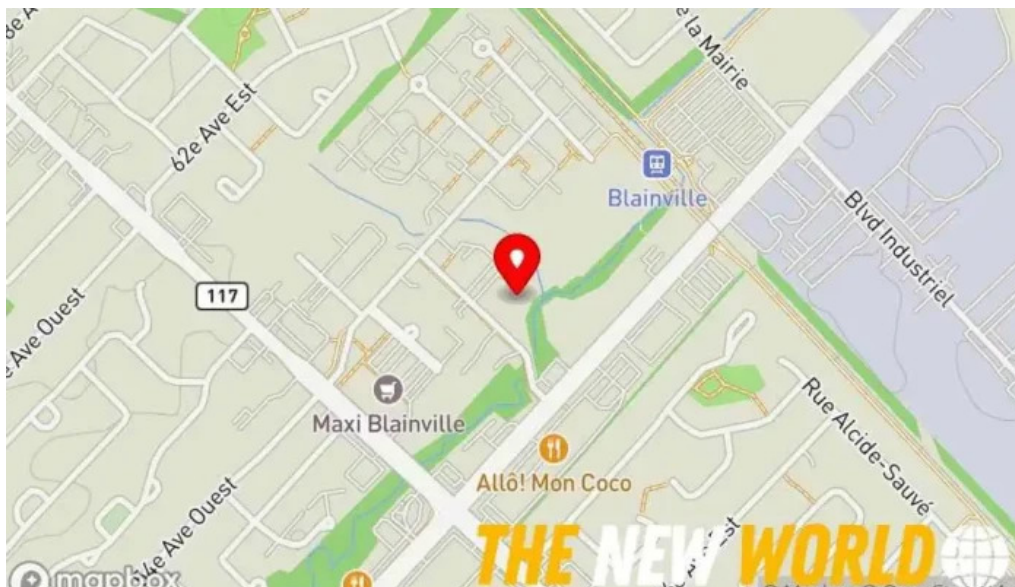 la Mairie
62e Ave Est
Blainville
Blvd Industriel
117
Ave Ouest
Maxi Blainville
Rue Alcide-Sauvé
Allô! Mon Coco
Ave Ouest
THE NEW WORLD
mapbox